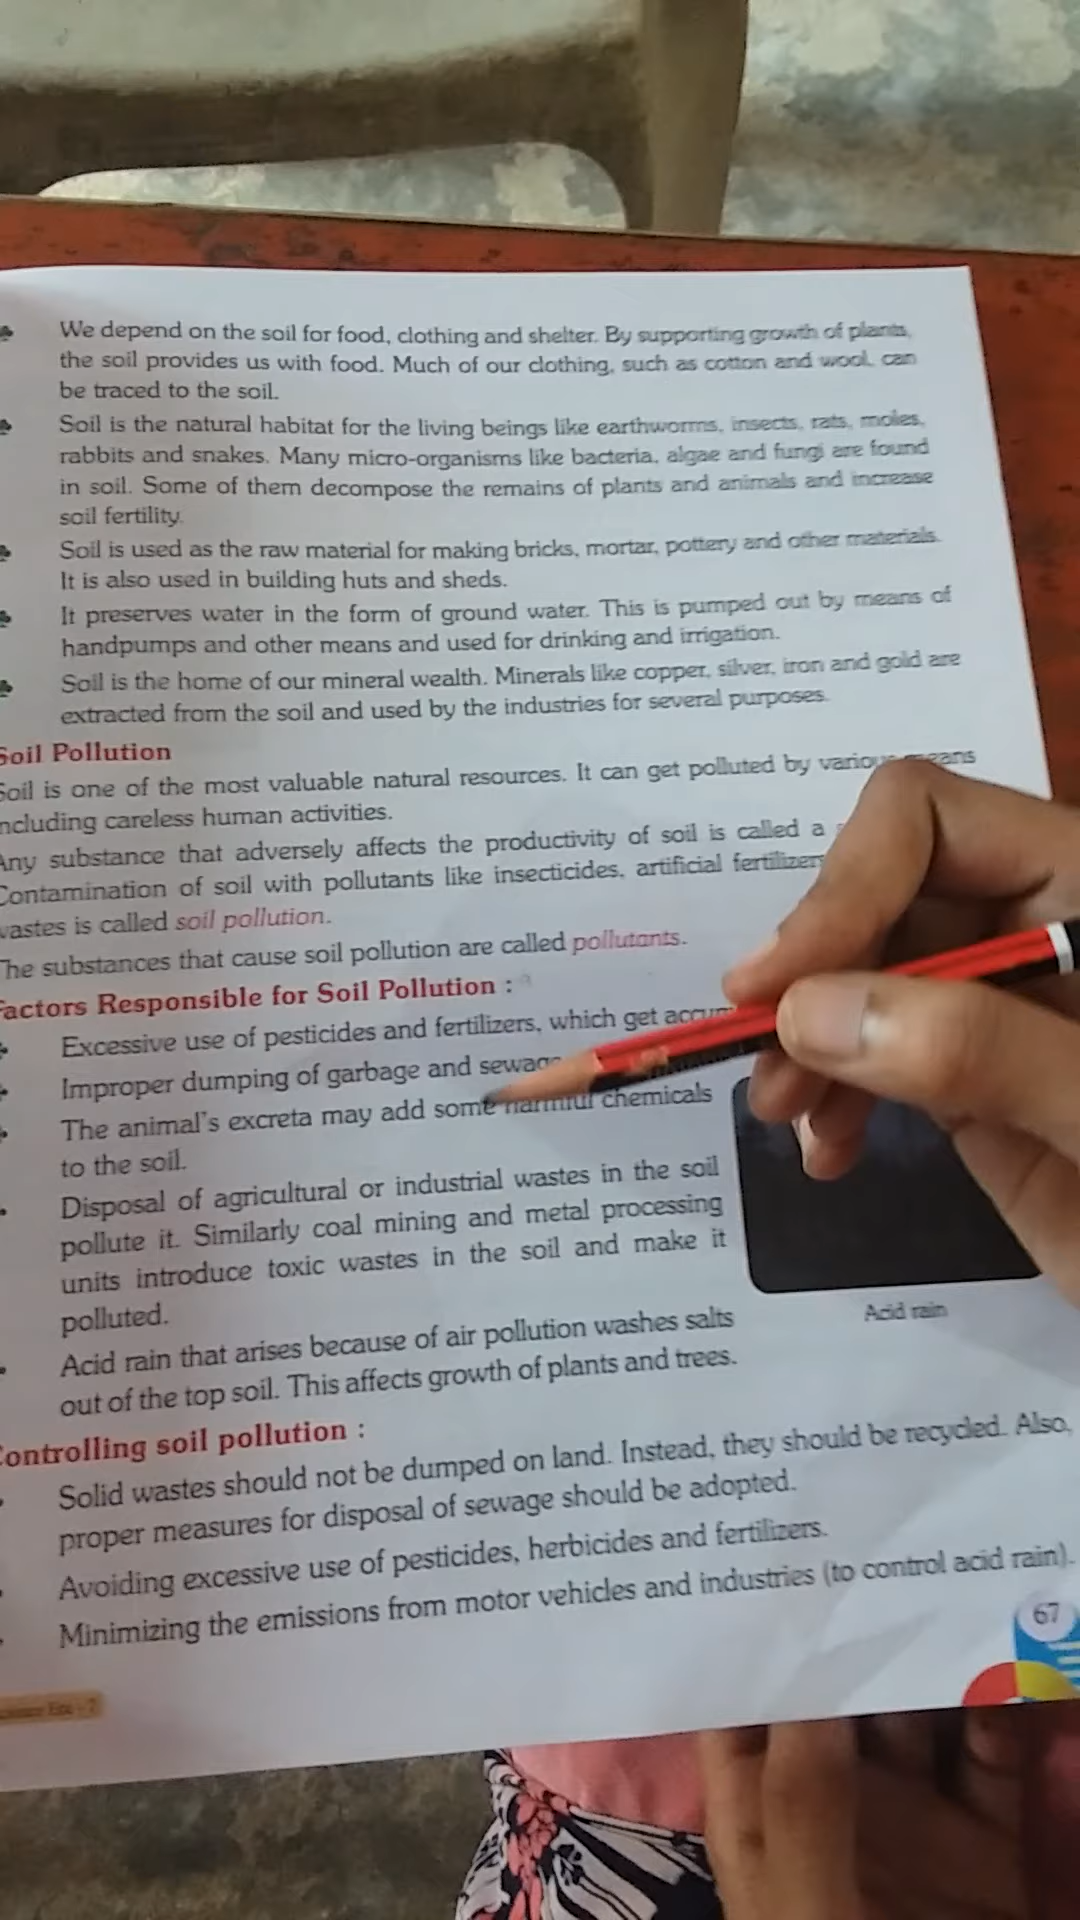 We depend on the soil for food, clothing and shelter. By supporting growth of plants,
the soil provides us with food. Much of our clothing, such as cotton and wool, can
be traced to the soil.
Soil is the natural habitat for the living beings like earthworms, insects, rats, moles,
rabbits and snakes. Many micro-organisms like bacteria, algae and fungi are found
in soil. Some of them decompose the remains of plants and animals and increase
soil fertility.
Soil is used as the raw material for making bricks, mortar, pottery and other materials.
It is also used in building huts and sheds.
It preserves water in the form of ground water. This is pumped out by means of
handpumps and other means and used for drinking and irrigation.
Soil is the home of our mineral wealth. Minerals like copper, silver, iron and gold are
extracted from the soil and used by the industries for several purposes.
Soil Pollution
Soil is one of the most valuable natural resources. It can get polluted by various means
including careless human activities.
Any substance that adversely affects the productivity of soil is called a
Contamination of soil with pollutants like insecticides, artificial fertilizers
wastes is called soil pollution.
The substances that cause soil pollution are called pollutants.
Factors Responsible for Soil Pollution :
Excessive use of pesticides and fertilizers, which get
Improper dumping of garbage and sewage
The animal's excreta may add some harmful chemicals
to the soil.
Disposal of agricultural or industrial wastes in the soil
pollute it. Similarly coal mining and metal processing
units introduce toxic wastes in the soil and make it
polluted.
Acid rain
Acid rain that arises because of air pollution washes salts
out of the top soil. This affects growth of plants and trees.
Controlling soil pollution :
Solid wastes should not be dumped on land. Instead, they should be recycled. Also,
proper measures for disposal of sewage should be adopted.
Avoiding excessive use of pesticides, herbicides and fertilizers.
Minimizing the emissions from motor vehicles and industries (to control acid rain).
67